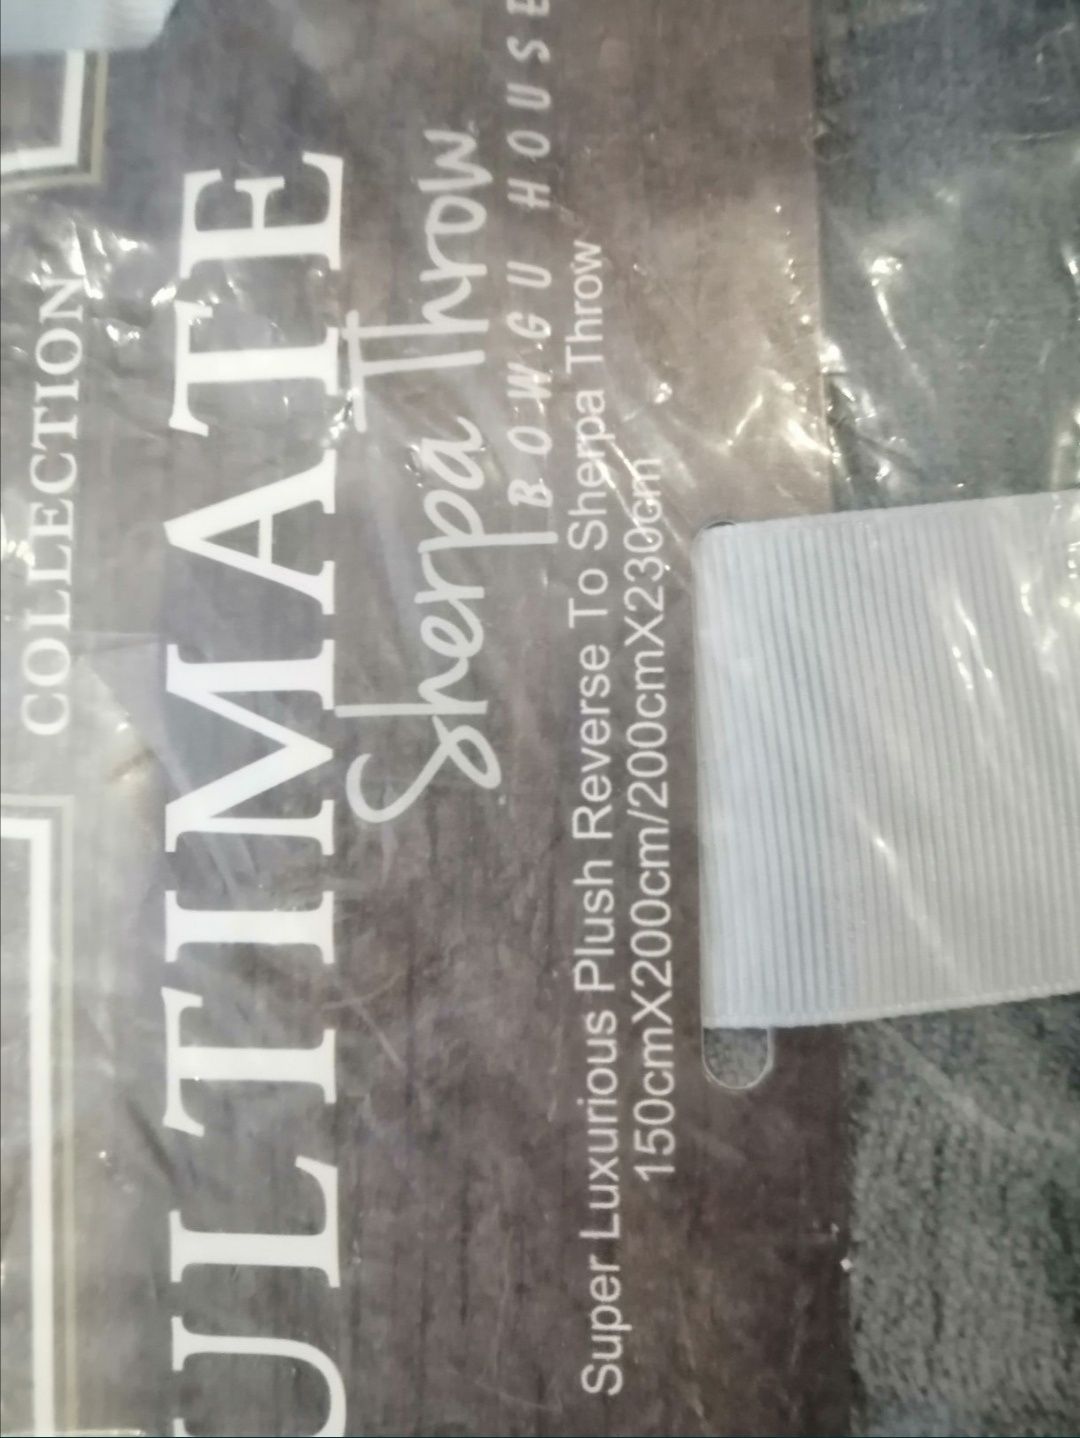 COLLECTION
ULTIMATE
Sherpa Throw
BOWGU HOUSE
Super Luxurious Plush Reverse To Sherpa Throw
150cmX200cm/200cmX230cm